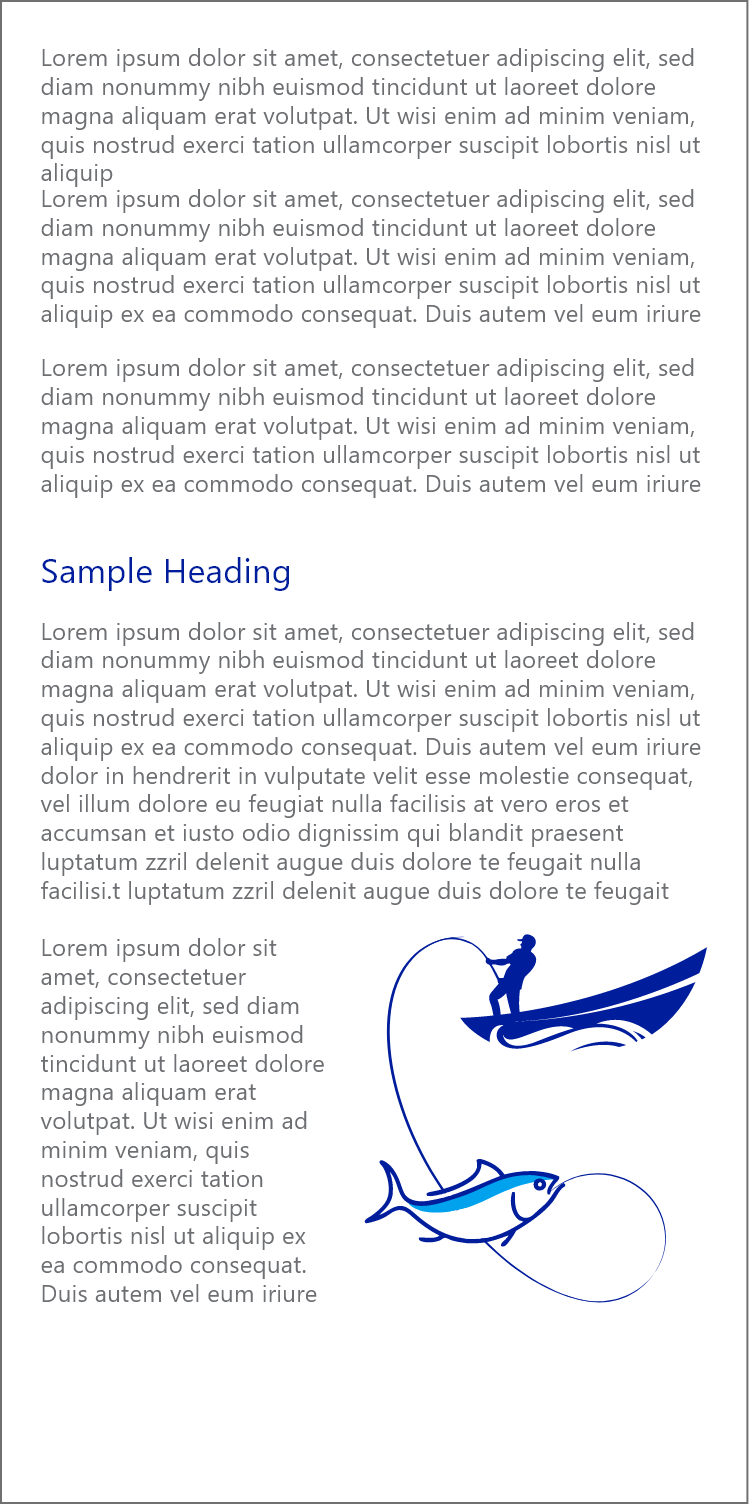 Lorem ipsum dolor sit amet, consectetuer adipiscing elit, sed
diam nonummy nibh euismod tincidunt ut laoreet dolore
magna aliquam erat volutpat. Ut wisi enim ad minim veniam,
quis nostrud exerci tation ullamcorper suscipit lobortis nisl ut
aliquip
Lorem ipsum dolor sit amet, consectetuer adipiscing elit, sed
diam nonummy nibh euismod tincidunt ut laoreet dolore
magna aliquam erat volutpat. Ut wisi enim ad minim veniam,
quis nostrud exerci tation ullamcorper suscipit lobortis nisl ut
aliquip ex ea commodo consequat. Duis autem vel eum iriure
Lorem ipsum dolor sit amet, consectetuer adipiscing elit, sed
diam nonummy nibh euismod tincidunt ut laoreet dolore
magna aliquam erat volutpat. Ut wisi enim ad minim veniam,
quis nostrud exerci tation ullamcorper suscipit lobortis nisl ut
aliquip ex ea commodo consequat. Duis autem vel eum iriure
Sample Heading
Lorem ipsum dolor sit amet, consectetuer adipiscing elit, sed
diam nonummy nibh euismod tincidunt ut laoreet dolore
magna aliquam erat volutpat. Ut wisi enim ad minim veniam,
quis nostrud exerci tation ullamcorper suscipit lobortis nisl ut
aliquip ex ea commodo consequat. Duis autem vel eum iriure
dolor in hendrerit in vulputate velit esse molestie consequat,
vel illum dolore eu feugiat nulla facilisis at vero eros et
accumsan et iusto odio dignissim qui blandit praesent
luptatum zzril delenit augue duis dolore te feugait nulla
facilisi.t luptatum zzril delenit augue duis dolore te feugait
Lorem ipsum dolor sit
amet, consectetuer
adipiscing elit, sed diam
nonummy nibh euismod
tincidunt ut laoreet dolore
magna aliquam erat
volutpat. Ut wisi enim ad
minim veniam, quis
nostrud exerci tation
ullamcorper suscipit
lobortis nisl ut aliquip ex
ea commodo consequat.
Duis autem vel eum iriure